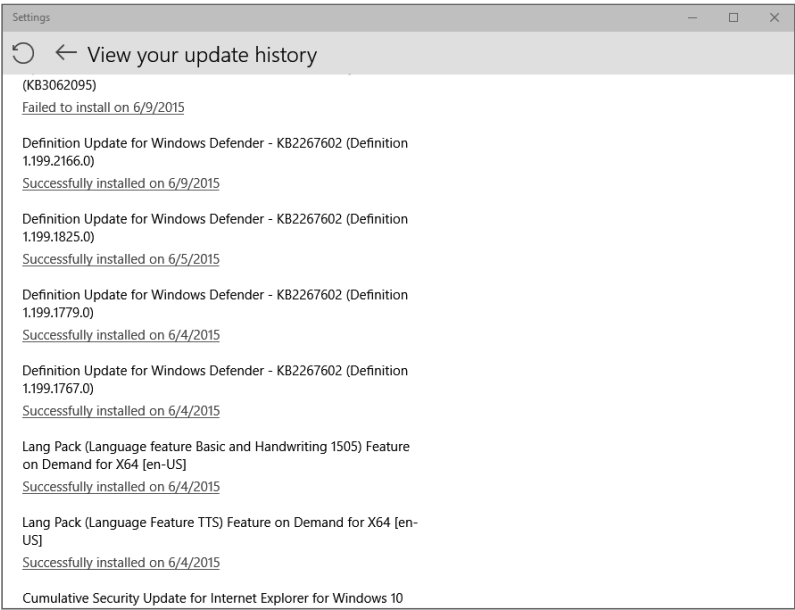 Settings
View your update history
(KB3062095)
Failed to install on 6/9/2015
Definition Update for Windows Defender - KB2267602 (Definition
1.199.2166.0)
Successfully installed on 6/9/2015
Definition Update for Windows Defender - KB2267602 (Definition
1.199.1825.0)
Successfully installed on 6/5/2015
Definition Update for Windows Defender - KB2267602 (Definition
1.199.1779.0)
Successfully installed on 6/4/2015
Definition Update for Windows Defender - KB2267602 (Definition
1.199.1767.0)
Successfully installed on 6/4/2015
Lang Pack (Language feature Basic and Handwriting 1505) Feature
on Demand for X64 [en-US]
Successfully installed on 6/4/2015
Lang Pack (Language Feature TTS) Feature on Demand for X64 [en-
US]
Successfully installed on 6/4/2015
Cumulative Security Update for Internet Explorer for Windows 10